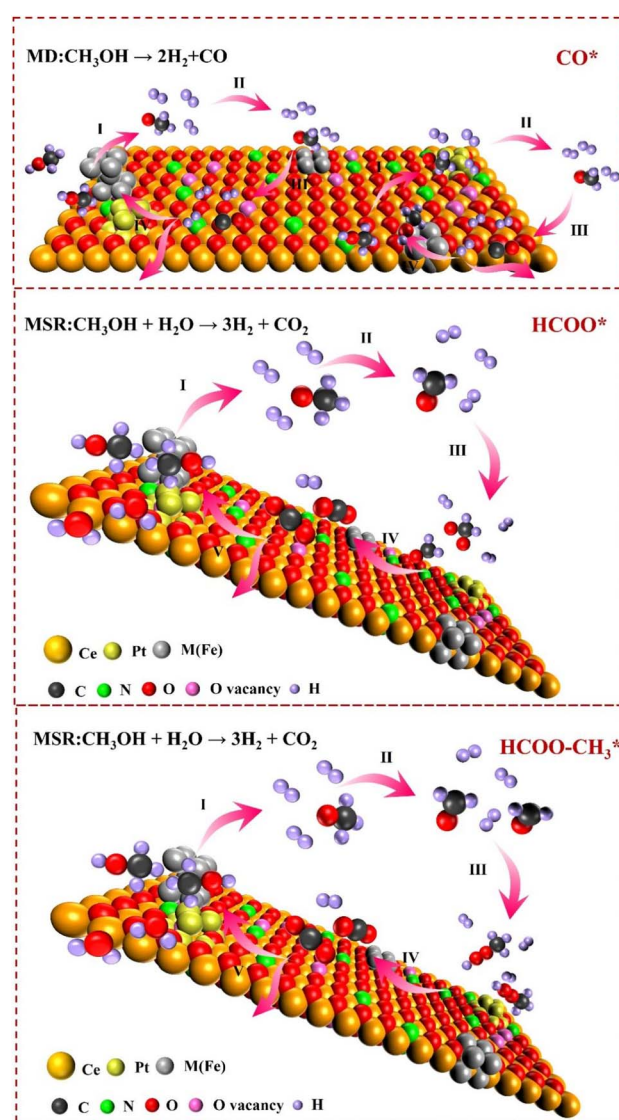 MD:CH₃OH → 2H₂+CO
CO*
I
II
III
IV
I
II
III
V
MSR:CH₃OH + H₂O → 3H₂ + CO₂
HCOO*
I
II
III
IV
V
Ce Pt M(Fe)
C N O O vacancy H
MSR:CH₃OH + H₂O → 3H₂ + CO₂
HCOO-CH₃*
I
II
III
IV
V
Ce Pt M(Fe)
C N O O vacancy H